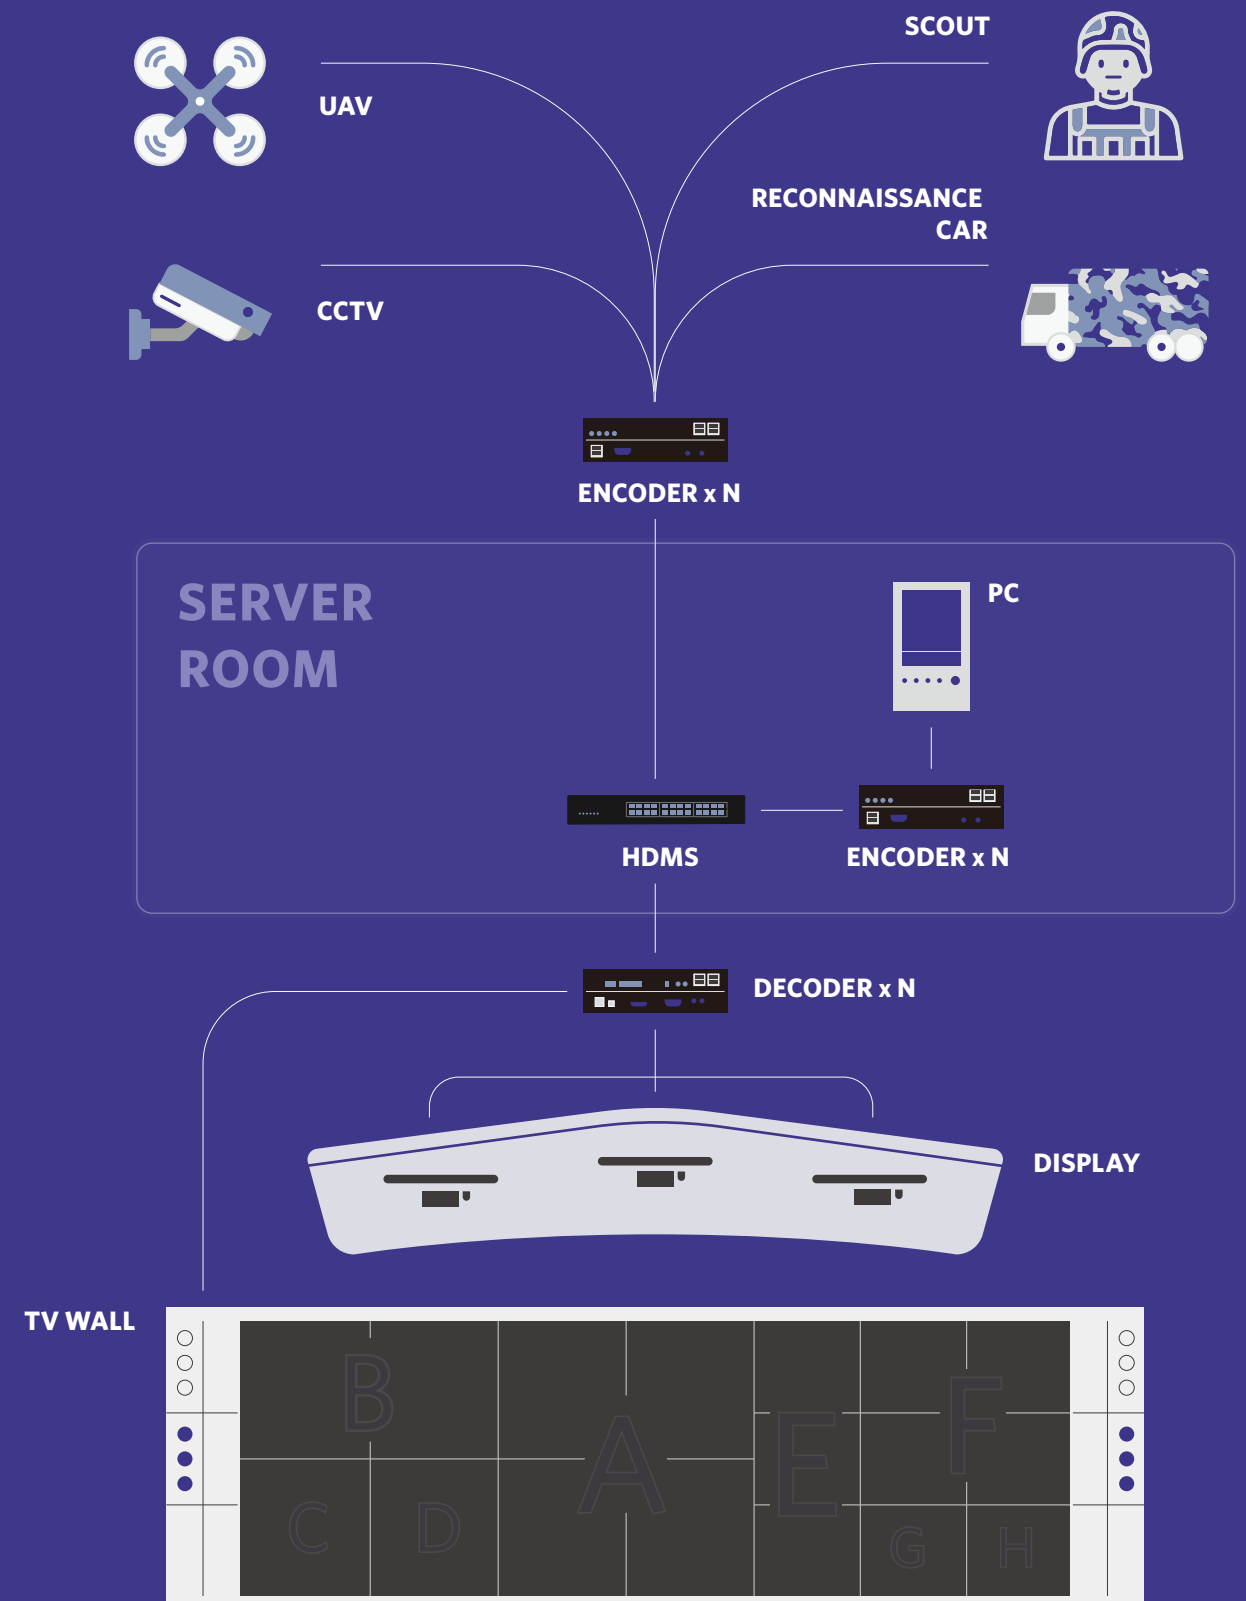 SCOUT
UAV
RECONNAISSANCE
CAR
CCTV
ENCODER x N
SERVER
ROOM
PC
HDMS
ENCODER x N
DECODER x N
DISPLAY
TV WALL
B
A
E
F
C
D
G
H